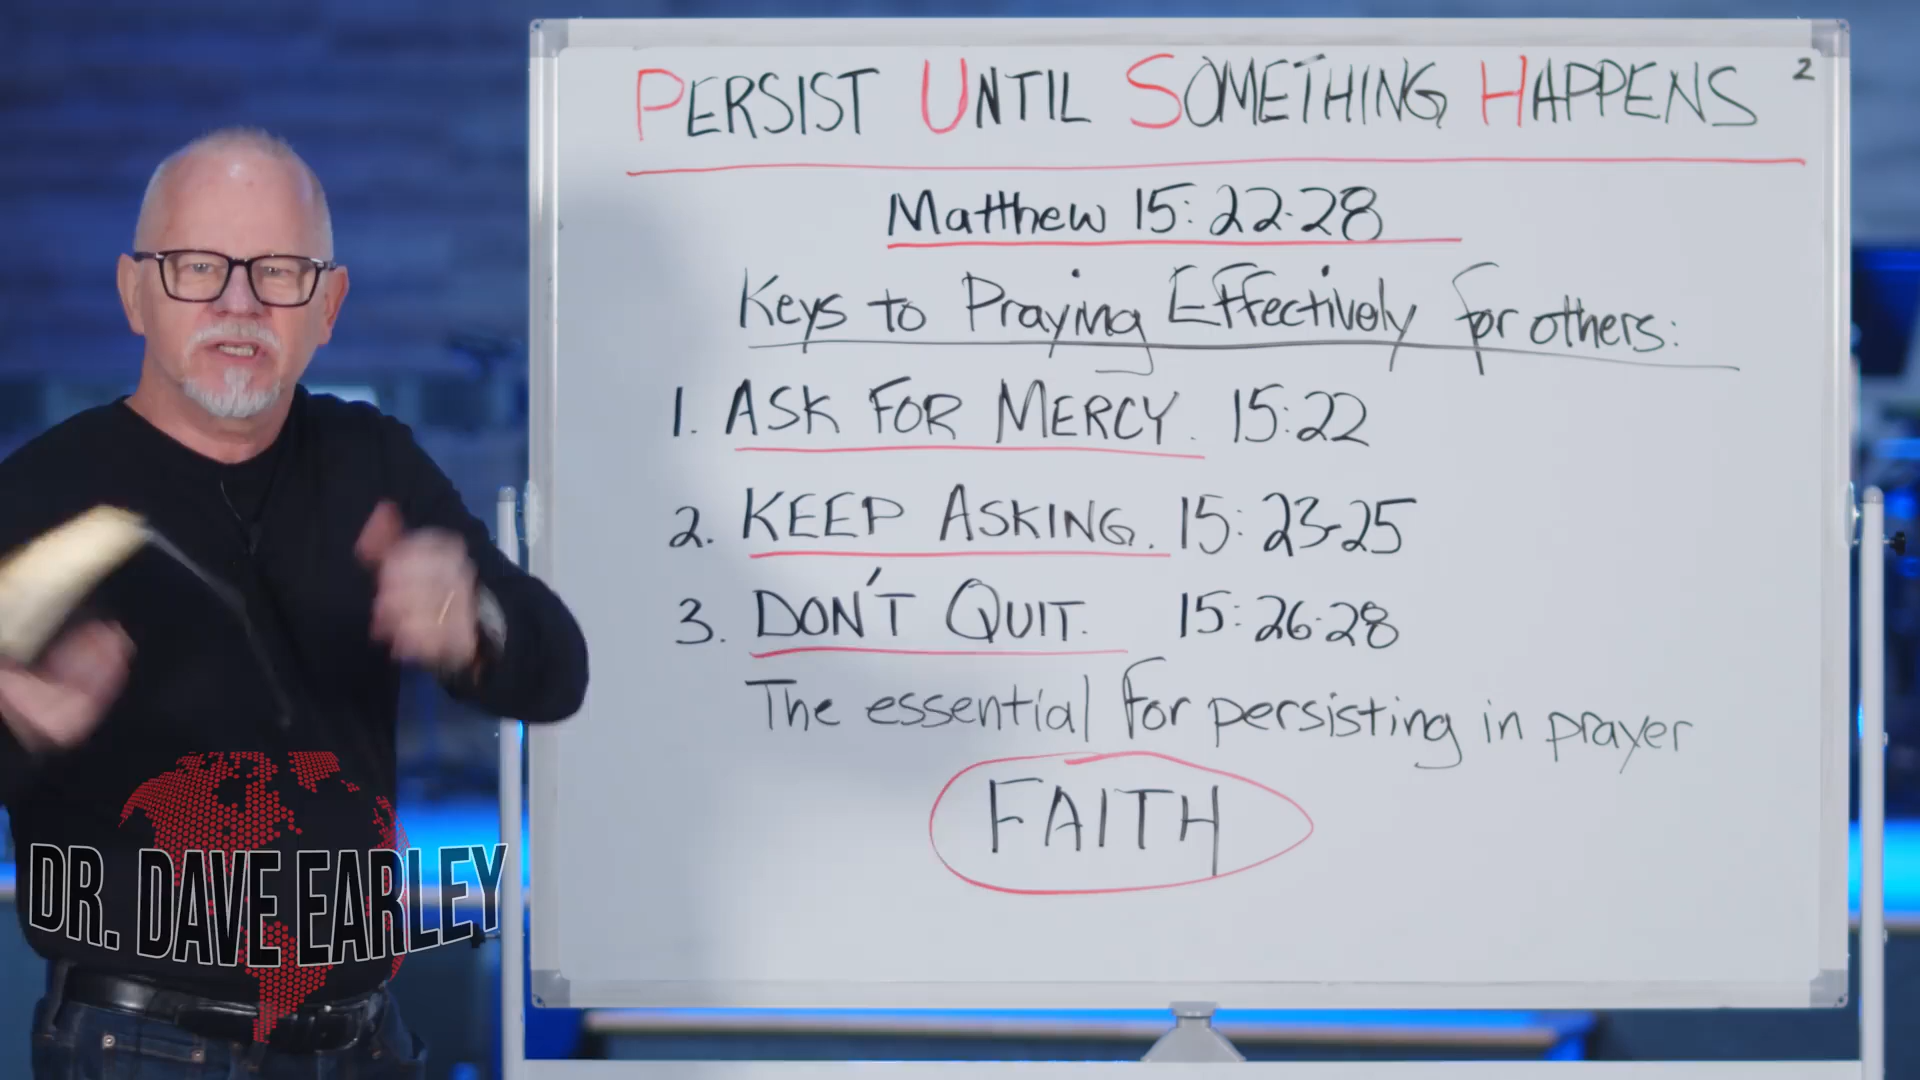 PERSIST UNTIL SOMETHING HAPPENS 2
Matthew 15:22-28
Keys to Praying Effectively for others:
1. ASK FOR MERCY. 15:22
2. KEEP ASKING. 15:23-25
3. DON'T QUIT. 15:26-28
The essential for persisting in prayer
FAITH
DR. DAVE EARLEY